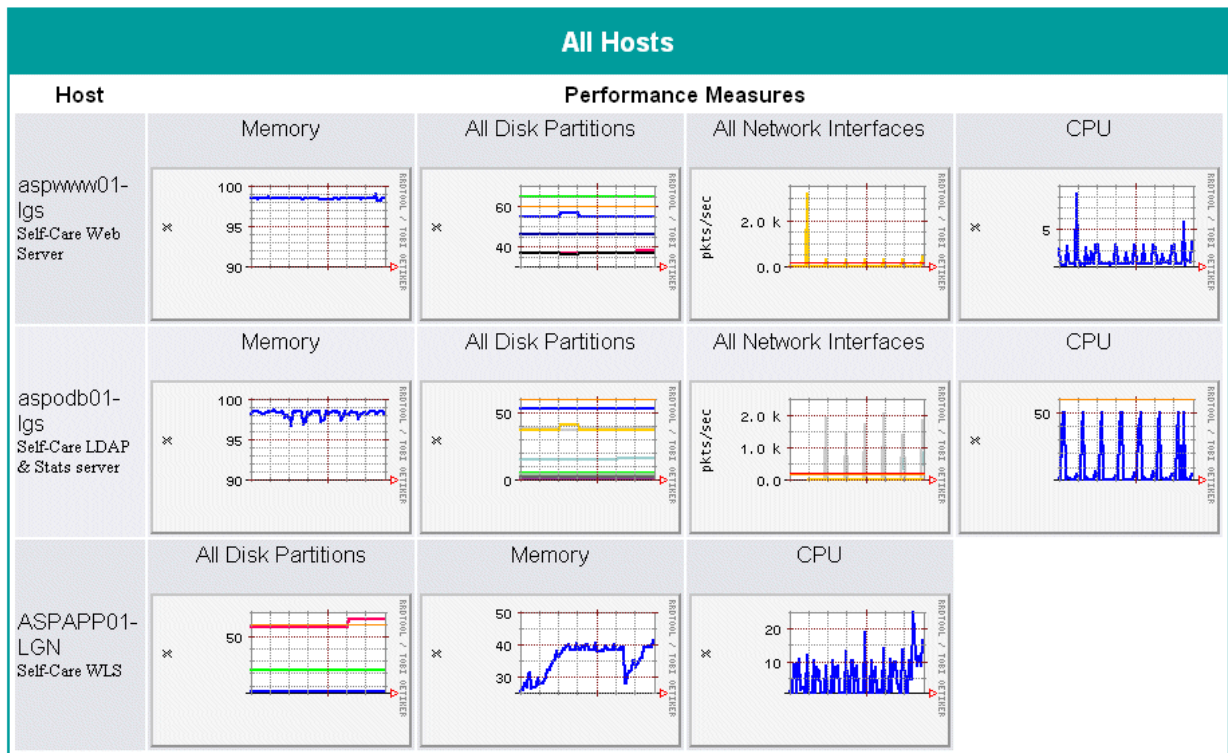 All Hosts
Host Performance Measures
aspwww01-
lgs
Self-Care Web
Server
Memory
%
100
95
90
RRDTOOL / TOBI OETIKER
All Disk Partitions
%
60
40
RRDTOOL / TOBI OETIKER
All Network Interfaces
pkts/sec
2.0 k
0.0
RRDTOOL / TOBI OETIKER
CPU
%
5
RRDTOOL / TOBI OETIKER
aspodb01-
lgs
Self-Care LDAP
& Stats server
Memory
%
100
95
90
RRDTOOL / TOBI OETIKER
All Disk Partitions
%
50
0
RRDTOOL / TOBI OETIKER
All Network Interfaces
pkts/sec
2.0 k
1.0 k
0.0
RRDTOOL / TOBI OETIKER
CPU
%
50
RRDTOOL / TOBI OETIKER
ASPAPP01-
LGN
Self-Care WLS
All Disk Partitions
%
50
RRDTOOL / TOBI OETIKER
Memory
%
50
40
30
RRDTOOL / TOBI OETIKER
CPU
%
20
10
RRDTOOL / TOBI OETIKER